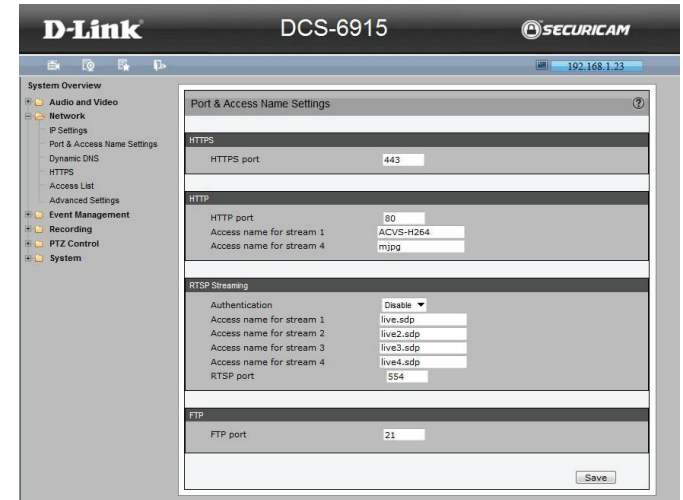 D-Link
DCS-6915
SECURICAM
192.168.1.23
System Overview
Audio and Video
Network
IP Settings
Port & Access Name Settings
Dynamic DNS
HTTPS
Access List
Advanced Settings
Event Management
Recording
PTZ Control
System
Port & Access Name Settings ?
HTTPS
HTTPS port 443
HTTP
HTTP port 80
Access name for stream 1 ACVS-H264
Access name for stream 4 mjpg
RTSP Streaming
Authentication Disable
Access name for stream 1 live.sdp
Access name for stream 2 live2.sdp
Access name for stream 3 live3.sdp
Access name for stream 4 live4.sdp
RTSP port 554
FTP
FTP port 21
Save